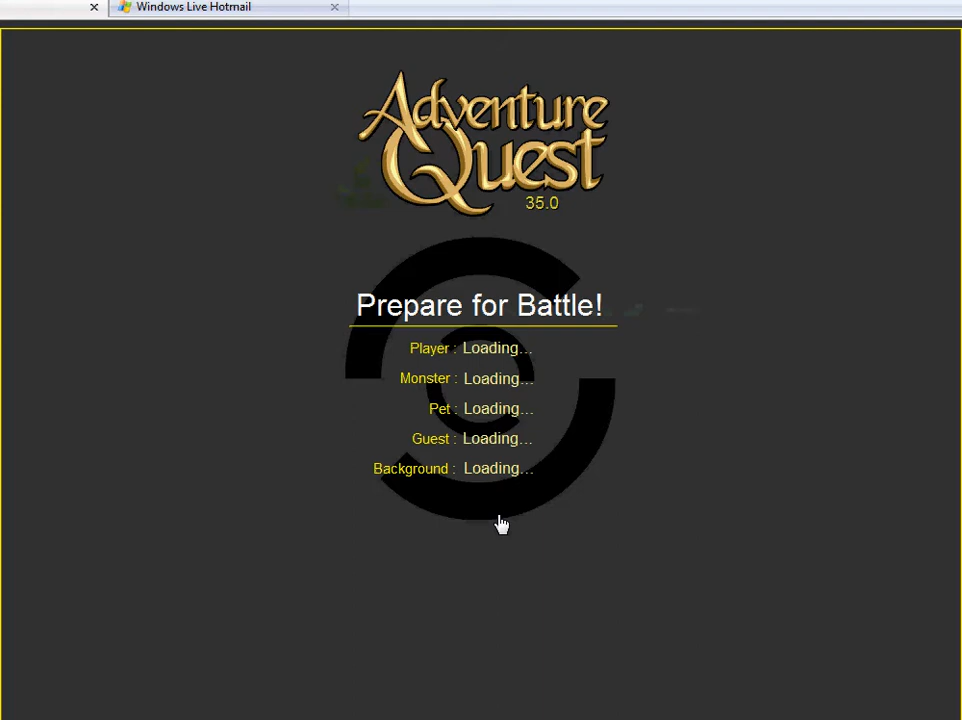 Windows Live Hotmail
Adventure
Quest
35.0
Prepare for Battle!
Player : Loading...
Monster : Loading...
Pet : Loading...
Guest : Loading...
Background : Loading...